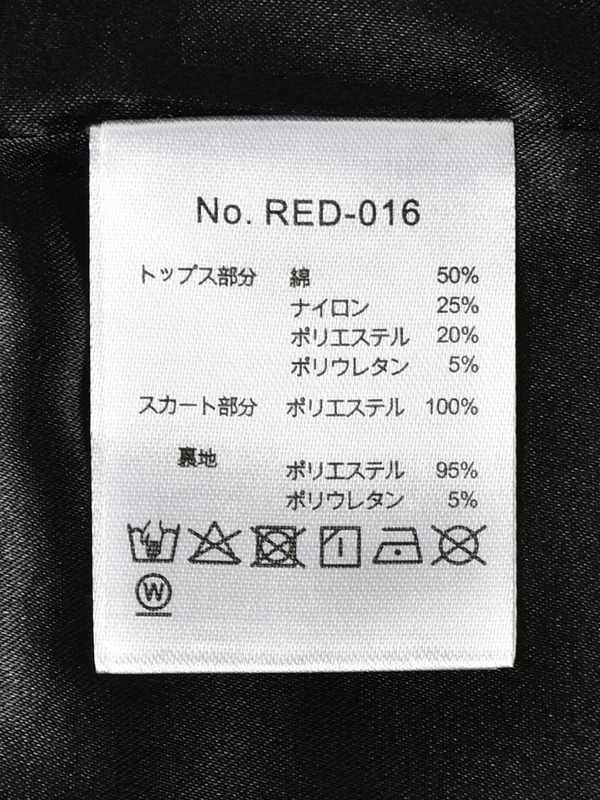 No. RED-016
トップス部分 綿 50%
ナイロン 25%
ポリエステル 20%
ポリウレタン 5%
スカート部分 ポリエステル 100%
裏地
ポリエステル 95%
ポリウレタン 5%
W